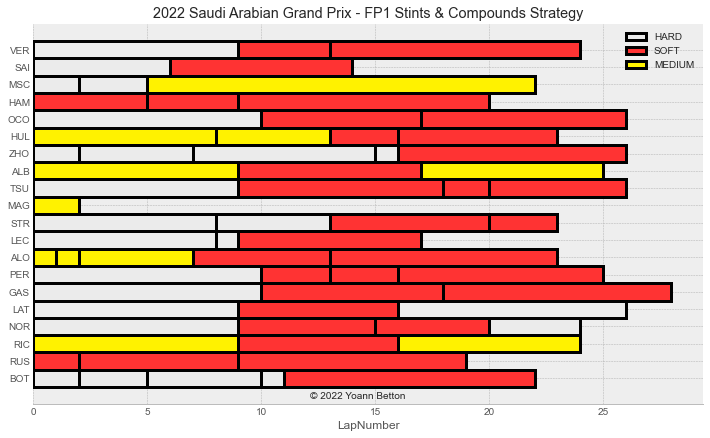 2022 Saudi Arabian Grand Prix - FP1 Stints & Compounds Strategy
HARD
SOFT
MEDIUM
VER
SAI
MSC
HAM
OCO
HUL
ZHO
ALB
TSU
MAG
STR
LEC
ALO
PER
GAS
LAT
NOR
RIC
RUS
BOT
© 2022 Yoann Betton
0 5 10 15 20 25
LapNumber